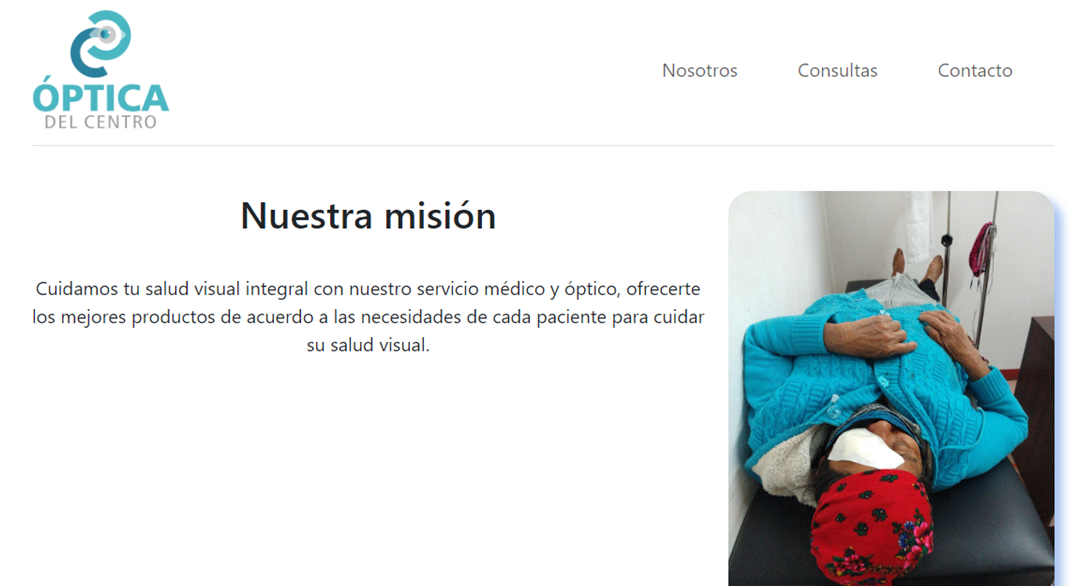 ÓPTICA
DEL CENTRO
Nosotros
Consultas
Contacto
Nuestra misión
Cuidamos tu salud visual integral con nuestro servicio médico y óptico, ofrecerte
los mejores productos de acuerdo a las necesidades de cada paciente para cuidar
su salud visual.